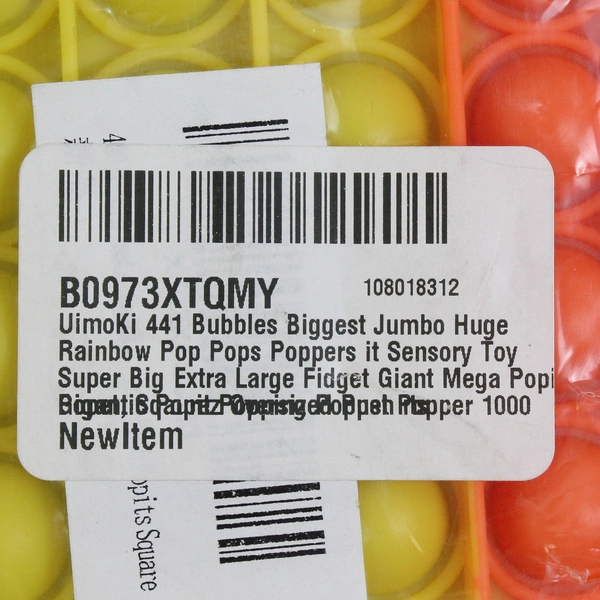 B0973XTQMY
108018312
UimoKi 441 Bubbles Biggest Jumbo Huge
Rainbow Pop Pops Poppers it Sensory Toy
Super Big Extra Large Fidget Giant Mega Popi
Popper 1000
NewItem
opits Square